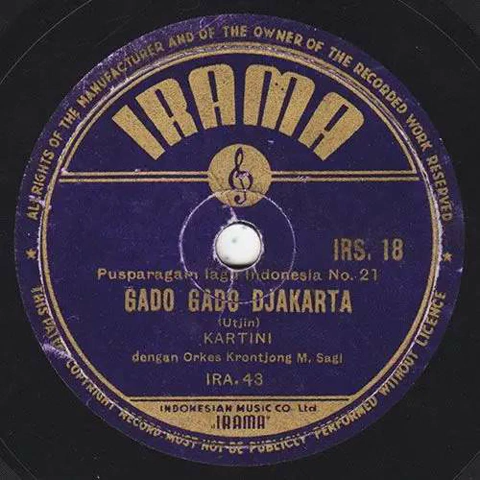 ALL RIGHTS OF THE MANUFACTURER AND OF THE OWNER OF THE RECORDED WORK RESERVED
IRAMA
IRS. 18
Pusparagam lagu Indonesia No. 21
GADO GADO DJAKARTA
(Utjin)
KARTINI
dengan Orkes Krontjong M. Sagi
IRA. 43
INDONESIAN MUSIC CO. Ltd.
„IRAMA"
THIS COPYRIGHT RECORD MUST NOT BE PUBLICLY PERFORMED WITHOUT LICENCE